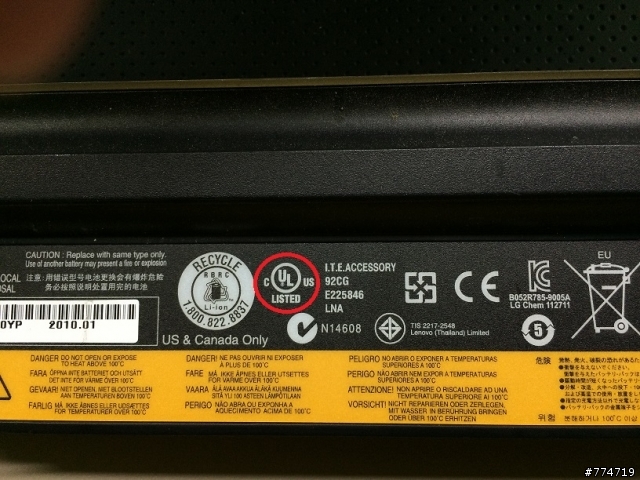 CAUTION : Replace with same type only.
Use of another battery may present a fire or explosion
OCAL
OSAL
注意: 用錯型号电池更换会有爆炸危险
务必按照说明处置用完的电池
0YP 2010.01
RECYCLE
RBRC
Li-ion
1.800.822.8837
US & Canada Only
C UL US
LISTED
I.T.E.ACCESSORY
92CG
E225846
LNA
N14608
TIS 2217-2548
Lenovo (Thailand) Limited
CE
B052R785-9005A
LG Chem 112711
5
EU
DANGER DO NOT OPEN OR EXPOSE
TO HEAT ABOVE 100°C
FARA ÖPPNA INTE BATTERIET OCH UTSÄTT
DET INTE FÖR VÄRME ÖVER 100°C
GEVAAR! NIET OPENEN, NIET BLOOTSTELLEN
AAN TEMPERATUREN BOVEN 100°C
FARLIG MÅ IKKE ÅBNES ELLER UDSÆTTES
FOR TEMPERATURER OVER 100°C
DANGER! NE PAS OUVRIR NI EXPOSER
À PLUS DE 100°C
FARE MÅ IKKE ÅPNES ELLER UTSETTES
FOR VARME OVER 100°C
VAARA ÄLÄ AVAA AKKUA ÄLÄKÄ KUUMENNA
SITÄ YLI 100 ASTEEN LÄMPÖTILAAN
PERIGO NÃO ABRA OU EXPONHA O
AQUECIMENTO ACIMA DE 100°C
PELIGRO NO ABRIR O EXPONER A TEMPERATURAS
SUPERIORES A 100°C
PERIGO NÃO ABRIR NEM EXPOR A TEMPERATURAS
SUPERIORES A 100°C
ATTENZIONE! NON APRIRE O RISCALDARE AD UNA
TEMPERATURA SUPERIORE AI 100°C
VORSICHT! NICHT REPARIEREN ODER ZERLEGEN,
MIT WASSER IN BERÜHRUNG BRINGEN
ODER ÜBER 100°C ERHITZEN
危険
위험
#774719